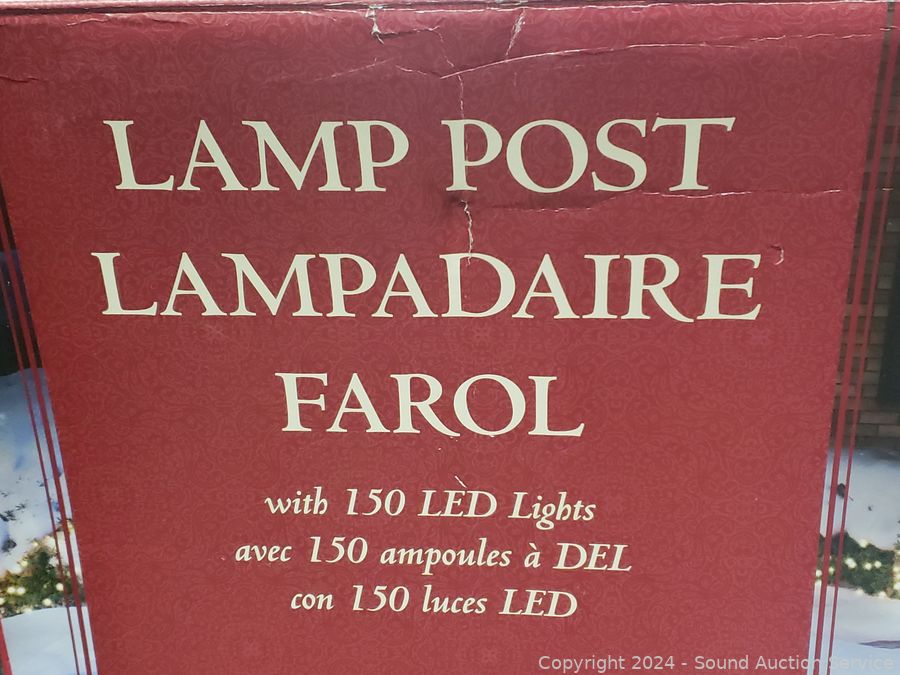 LAMP POST
LAMPADAIRE
FAROL
with 150 LED Lights
avec 150 ampoules à DEL
con 150 luces LED
Copyright 2024 - Sound Auction Service